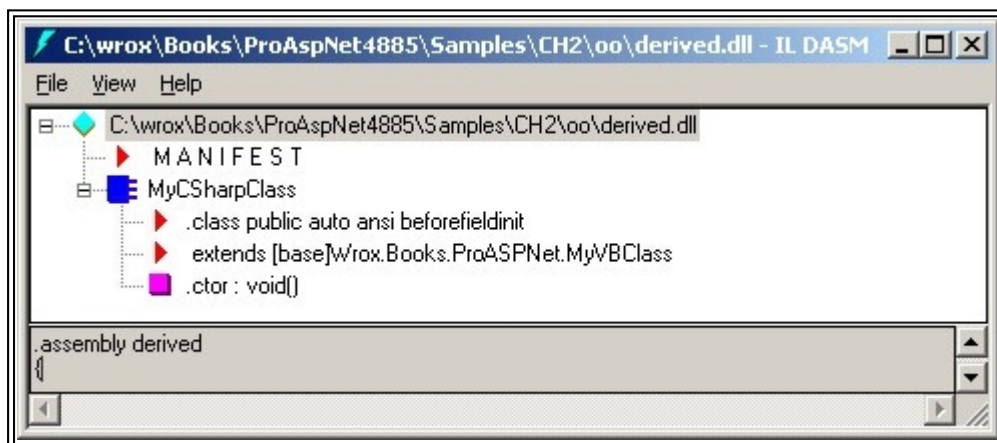 C:\wrox\Books\ProAspNet4885\Samples\CH2\oo\derived.dll - IL DASM
File View Help
C:\wrox\Books\ProAspNet4885\Samples\CH2\oo\derived.dll
M A N I F E S T
MyCSharpClass
.class public auto ansi beforefieldinit
extends [base]Wrox.Books.ProASPNet.MyVBClass
.ctor : void()
.assembly derived
{